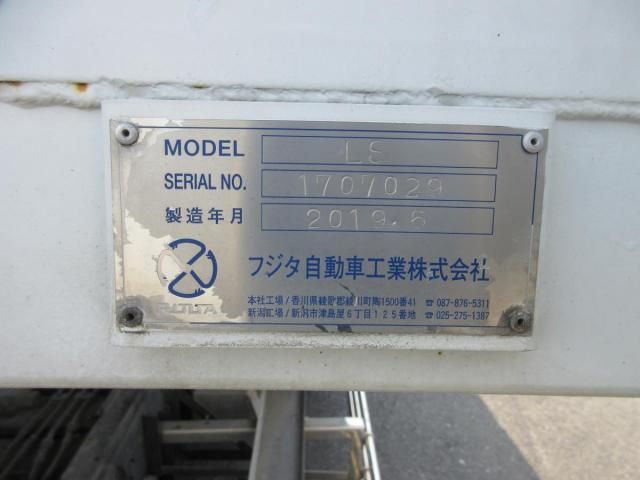 MODEL L8
SERIAL NO. 1707029
製造年月 2019.6
フジタ自動車工業株式会社
FUJITA
本社工場/香川県綾歌郡綾川町陶1500番41 ☎087-876-5311
新潟工場/新潟市津島屋6丁目125番地 ☎025-275-1387